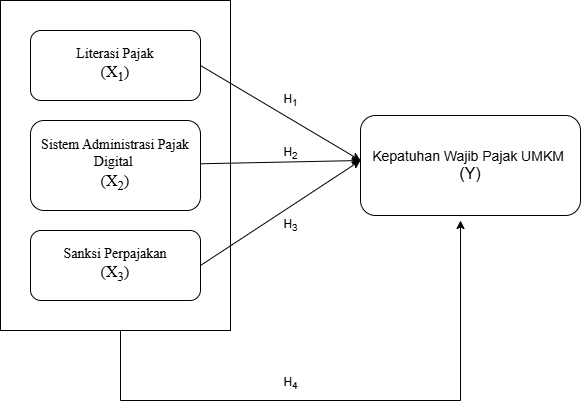 Literasi Pajak
(X₁)
H₁
Sistem Administrasi Pajak
Digital
(X₂)
H₂
Kepatuhan Wajib Pajak UMKM
(Y)
H₃
Sanksi Perpajakan
(X₃)
H₄